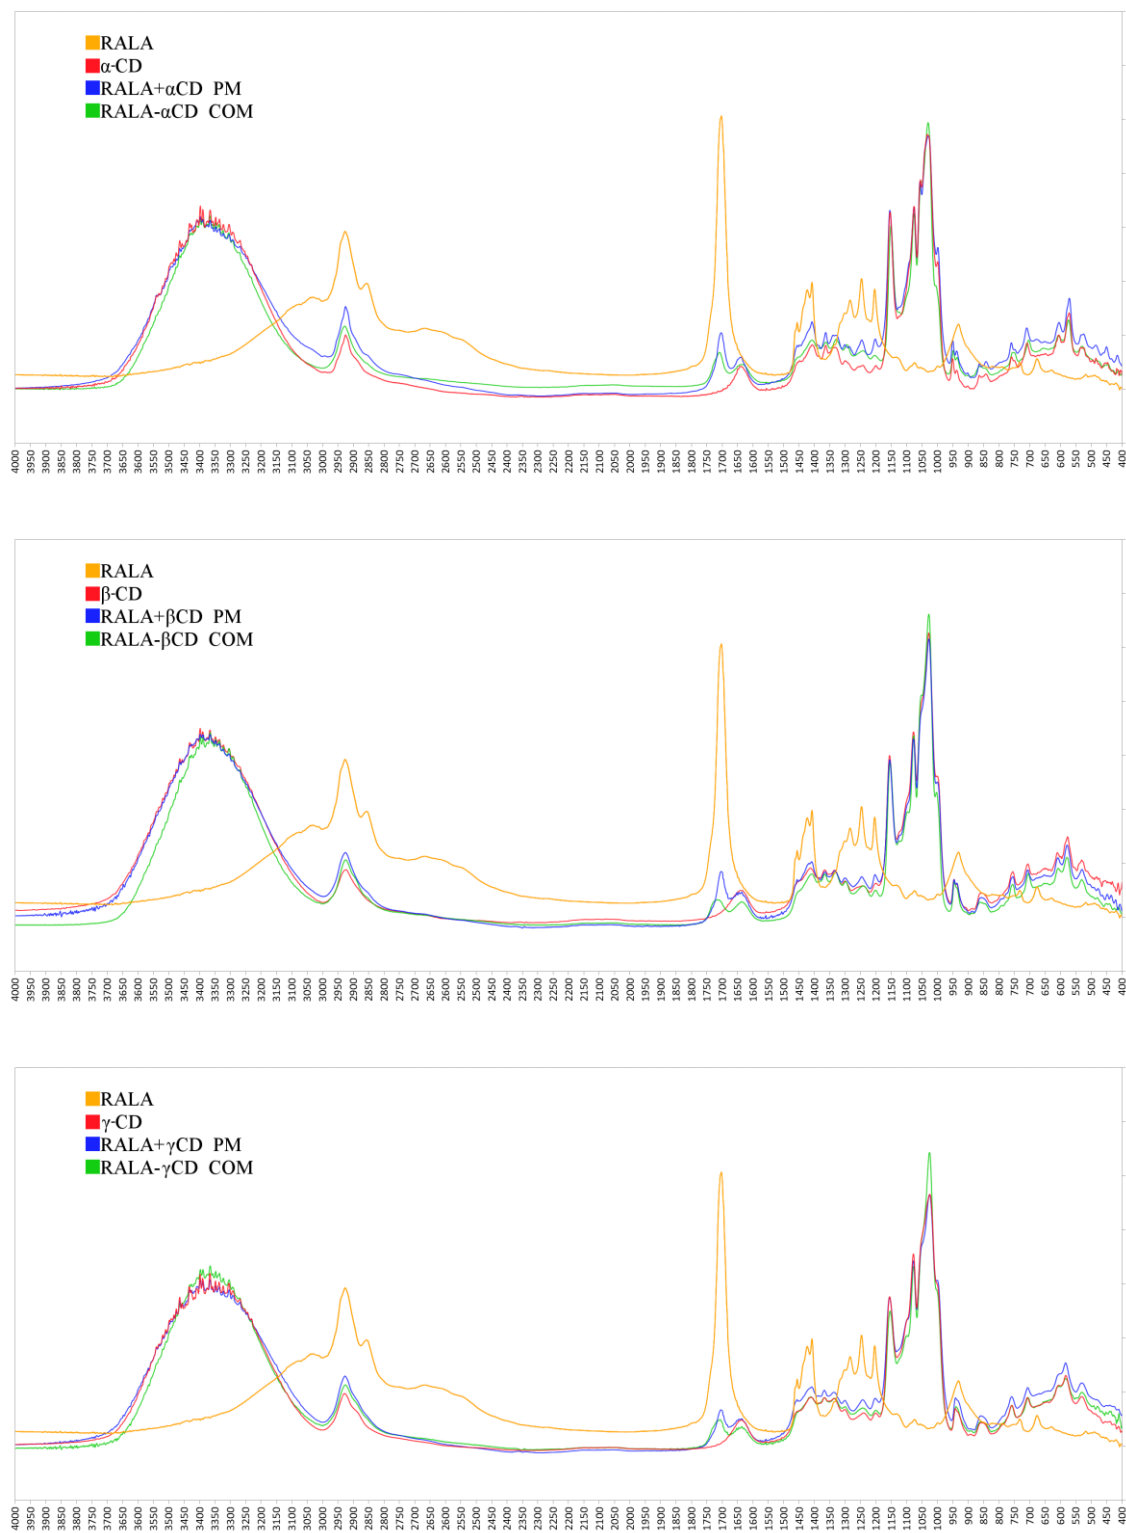 RALA
α-CD
RALA+αCD PM
RALA-αCD COM
4000 3950 3900 3850 3800 3750 3700 3650 3600 3550 3500 3450 3400 3350 3300 3250 3200 3150 3100 3050 3000 2950 2900 2850 2800 2750 2700 2650 2600 2550 2500 2450 2400 2350 2300 2250 2200 2150 2100 2050 2000 1950 1900 1850 1800 1750 1700 1650 1600 1550 1500 1450 1400 1350 1300 1250 1200 1150 1100 1050 1000 950 900 850 800 750 700 650 600 550 500 450 400
RALA
β-CD
RALA+βCD PM
RALA-βCD COM
4000 3950 3900 3850 3800 3750 3700 3650 3600 3550 3500 3450 3400 3350 3300 3250 3200 3150 3100 3050 3000 2950 2900 2850 2800 2750 2700 2650 2600 2550 2500 2450 2400 2350 2300 2250 2200 2150 2100 2050 2000 1950 1900 1850 1800 1750 1700 1650 1600 1550 1500 1450 1400 1350 1300 1250 1200 1150 1100 1050 1000 950 900 850 800 750 700 650 600 550 500 450 400
RALA
γ-CD
RALA+γCD PM
RALA-γCD COM
4000 3950 3900 3850 3800 3750 3700 3650 3600 3550 3500 3450 3400 3350 3300 3250 3200 3150 3100 3050 3000 2950 2900 2850 2800 2750 2700 2650 2600 2550 2500 2450 2400 2350 2300 2250 2200 2150 2100 2050 2000 1950 1900 1850 1800 1750 1700 1650 1600 1550 1500 1450 1400 1350 1300 1250 1200 1150 1100 1050 1000 950 900 850 800 750 700 650 600 550 500 450 400